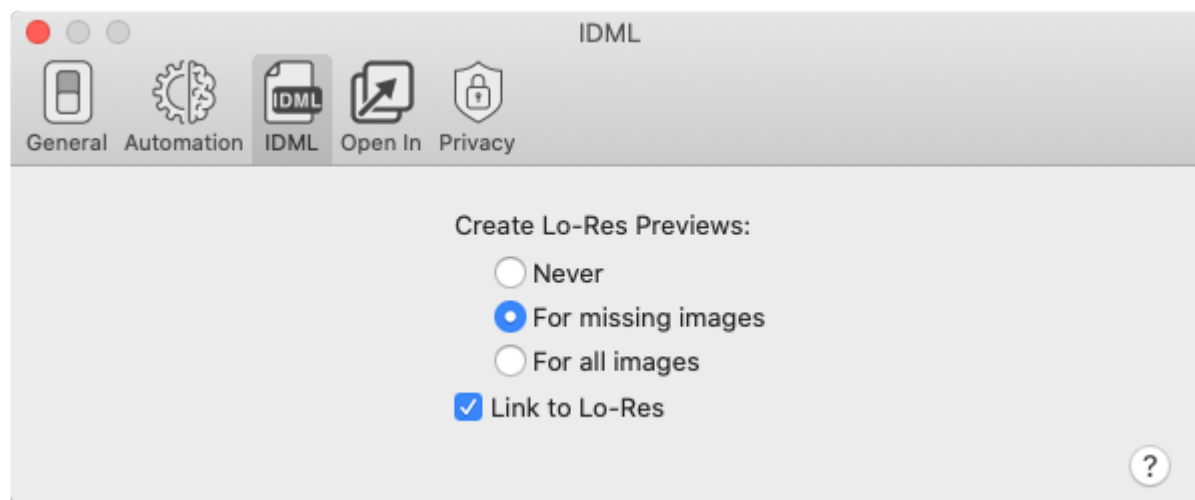 IDML
IDML
General Automation IDML Open In Privacy
Create Lo-Res Previews:
Never
For missing images
For all images
Link to Lo-Res
?